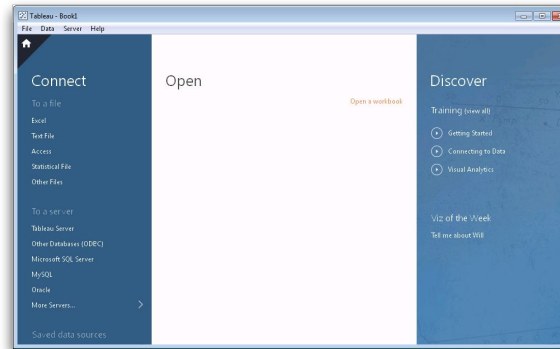 Tableau - Book1
File Data Server Help
Connect
To a file
Excel
Text File
Access
Statistical File
Other Files
To a server
Tableau Server
Other Databases (ODBC)
Microsoft SQL Server
MySQL
Oracle
More Servers...
Saved data sources
Open
Open a workbook
Discover
Training (view all)
Getting Started
Connecting to Data
Visual Analytics
Viz of the Week
Tell me about Will